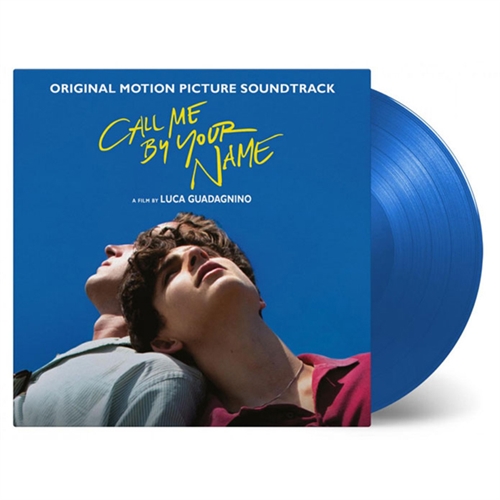 ORIGINAL MOTION PICTURE SOUNDTRACK
CALL ME
BY YOUR
NAME
A FILM BY LUCA GUADAGNINO